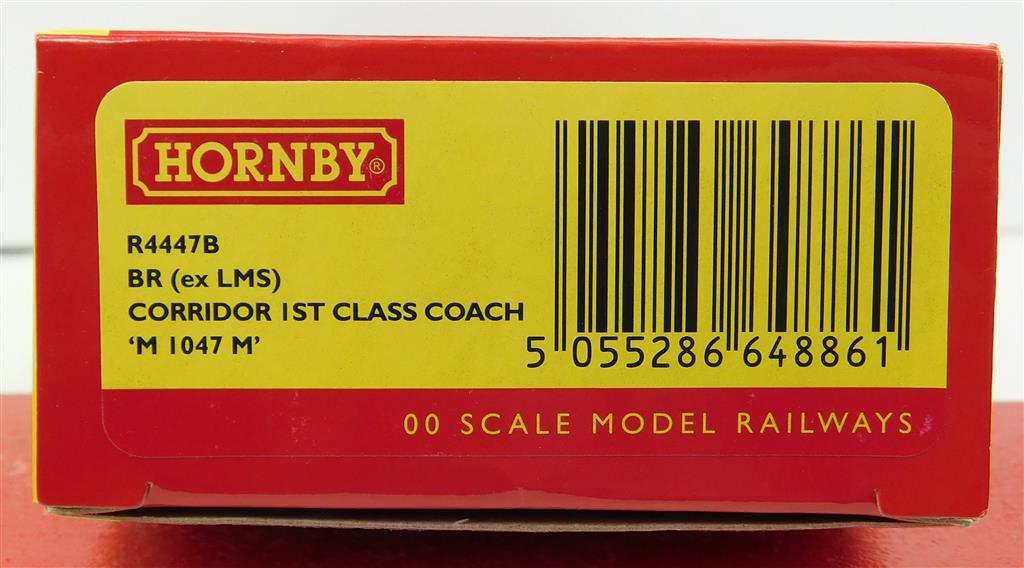 HORNBY®
R4447B
BR (ex LMS)
CORRIDOR 1ST CLASS COACH
‘M 1047 M’
5 055286 648861
00 SCALE MODEL RAILWAYS